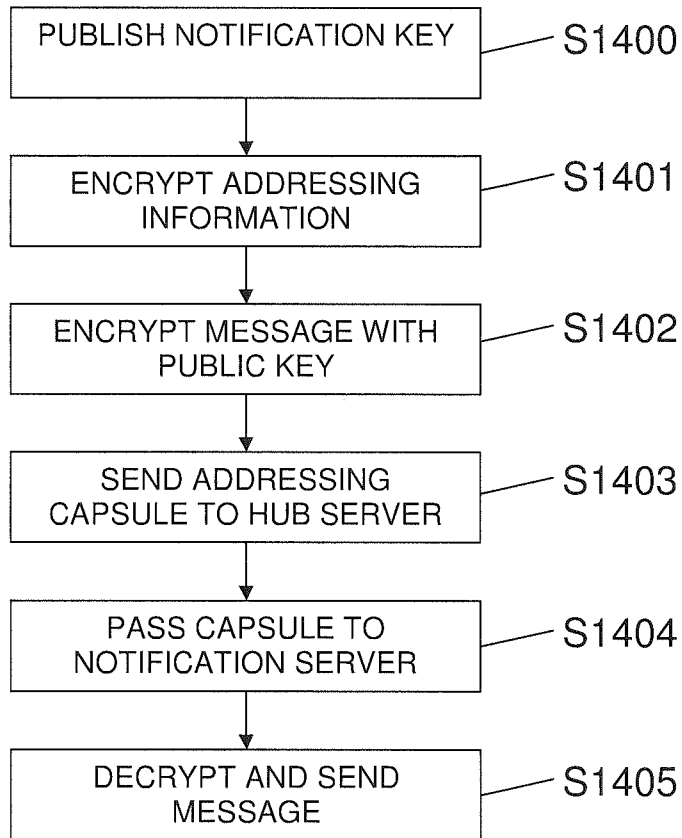 PUBLISH NOTIFICATION KEY
S1400
ENCRYPT ADDRESSING
INFORMATION
S1401
ENCRYPT MESSAGE WITH
PUBLIC KEY
S1402
SEND ADDRESSING
CAPSULE TO HUB SERVER
S1403
PASS CAPSULE TO
NOTIFICATION SERVER
S1404
DECRYPT AND SEND
MESSAGE
S1405